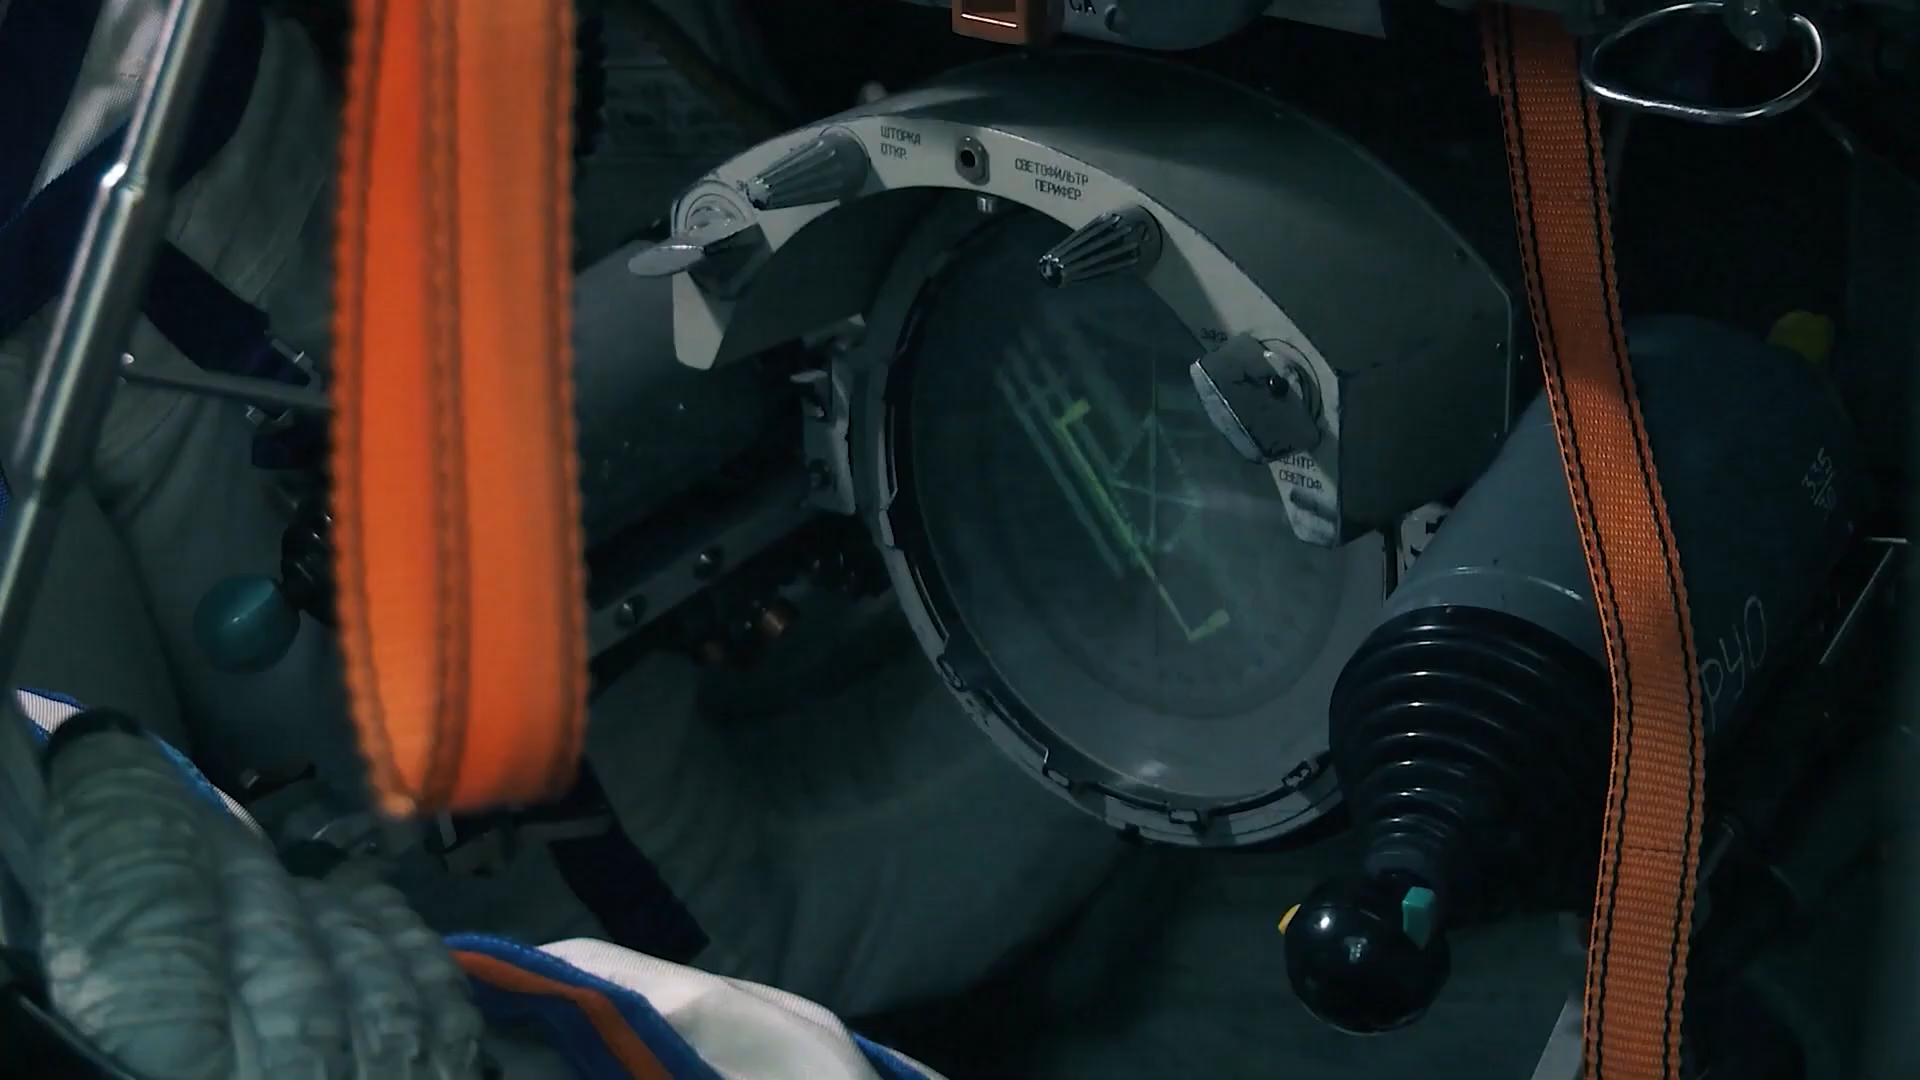 ШТОРКА
ОТКР.
СВЕТОФИЛЬТР
ПЕРИФЕР.
ЦЕНТР.
СВЕТОФ.
РУО